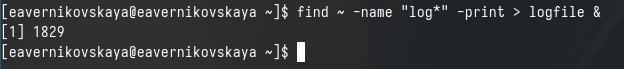 [eavernikovskaya@eavernikovskaya ~]$ find ~ -name "log*" -print > logfile &
[1] 1829
[eavernikovskaya@eavernikovskaya ~]$